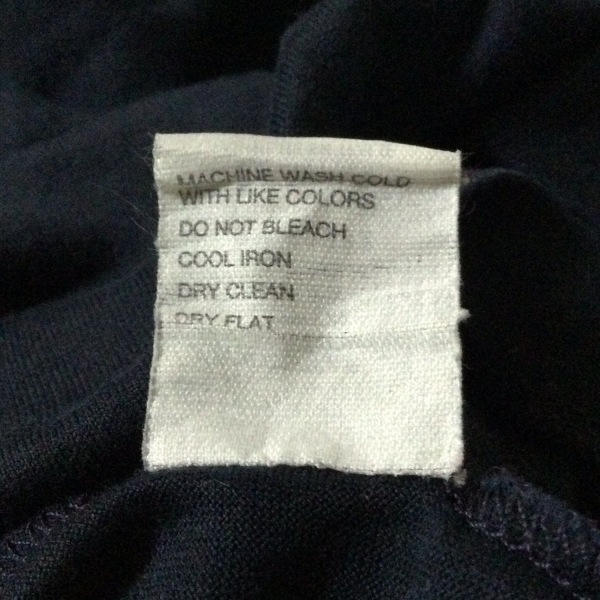 MACHINE WASH COLD
WITH LIKE COLORS
DO NOT BLEACH
COOL IRON
DRY CLEAN
DRY FLAT